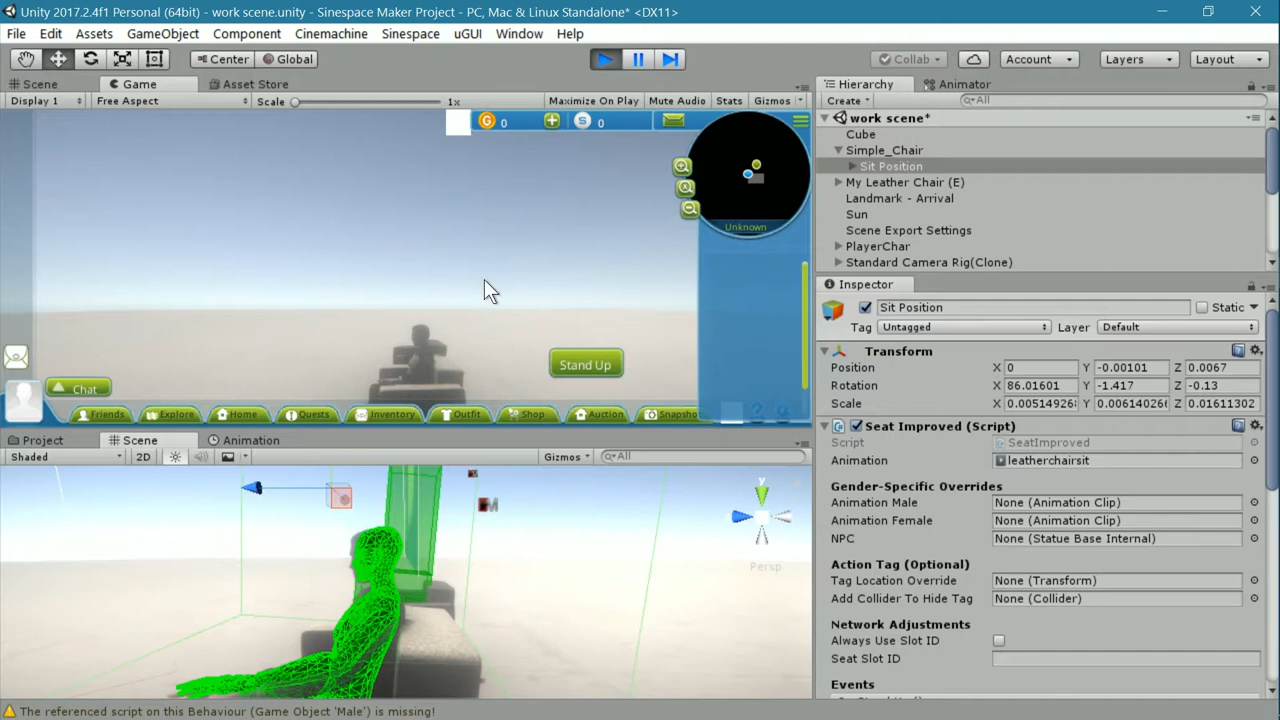 Unity 2017.2.4f1 Personal (64bit) - work scene.unity - Sinespace Maker Project - PC, Mac & Linux Standalone* <DX11>
File Edit Assets GameObject Component Cinemachine Sinespace uGUI Window Help
Center Global Collab Account Layers Layout
Scene Game Asset Store
Display 1 Free Aspect Scale 1x Maximize On Play Mute Audio Stats Gizmos
G 0 S 0
Unknown
Stand Up
Chat
Friends Explore Home Quests Inventory Outfit Shop Auction Snapsho
Project Scene Animation
Shaded 2D Gizmos All
y
Persp
The referenced script on this Behaviour (Game Object 'Male') is missing!
Hierarchy Animator
Create All
work scene*
Cube
Simple_Chair
Sit Position
My Leather Chair (E)
Landmark - Arrival
Sun
Scene Export Settings
PlayerChar
Standard Camera Rig(Clone)
Inspector
Sit Position Static
Tag Untagged Layer Default
Transform
Position X 0 Y -0.00101 Z 0.0067
Rotation X 86.01601 Y -1.417 Z -0.13
Scale X 0.005149268 Y 0.006140266 Z 0.01611302
Seat Improved (Script)
Script SeatImproved
Animation leatherchairsit
Gender-Specific Overrides
Animation Male None (Animation Clip)
Animation Female None (Animation Clip)
NPC None (Statue Base Internal)
Action Tag (Optional)
Tag Location Override None (Transform)
Add Collider To Hide Tag None (Collider)
Network Adjustments
Always Use Slot ID
Seat Slot ID
Events